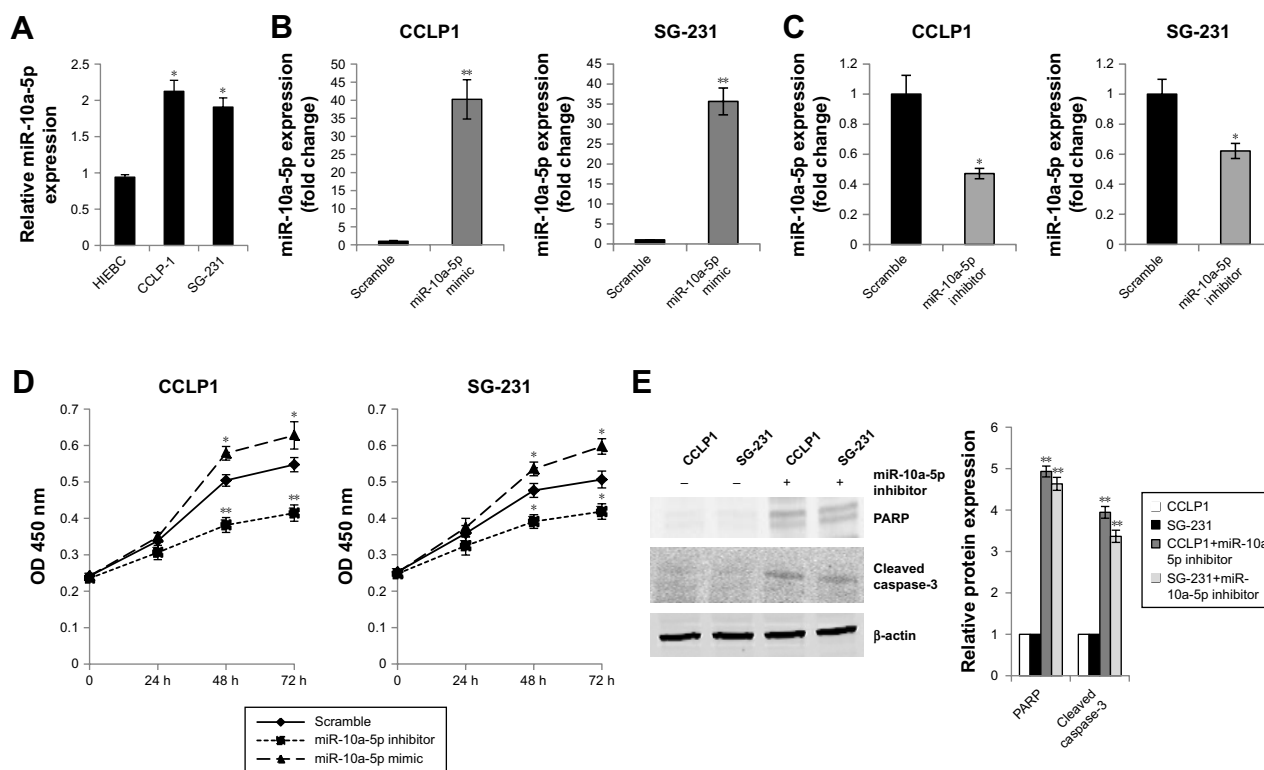 A
Relative miR-10a-5p
expression
2.5
2
1.5
1
0.5
0
*
*
HIEBC
CCLP-1
SG-231
B
CCLP1
miR-10a-5p expression
(fold change)
50
45
40
35
30
25
20
15
10
5
0
**
Scramble
miR-10a-5p
mimic
SG-231
miR-10a-5p expression
(fold change)
45
40
35
30
25
20
15
10
5
0
**
Scramble
miR-10a-5p
mimic
C
CCLP1
miR-10a-5p expression
(fold change)
1.2
1
0.8
0.6
0.4
0.2
0
*
Scramble
miR-10a-5p
inhibitor
SG-231
miR-10a-5p expression
(fold change)
1.2
1
0.8
0.6
0.4
0.2
0
*
Scramble
miR-10a-5p
inhibitor
D
CCLP1
OD 450 nm
0.7
0.6
0.5
0.4
0.3
0.2
0.1
0
*
*
**
**
0
24 h
48 h
72 h
SG-231
OD 450 nm
0.7
0.6
0.5
0.4
0.3
0.2
0.1
0
*
*
*
*
0
24 h
48 h
72 h
Scramble
miR-10a-5p inhibitor
miR-10a-5p mimic
E
CCLP1
SG-231
CCLP1
SG-231
– – + +
miR-10a-5p
inhibitor
PARP
Cleaved
caspase-3
β-actin
Relative protein expression
6
5
4
3
2
1
0
**
**
**
**
PARP
Cleaved
caspase-3
CCLP1
SG-231
CCLP1+miR-10a
5p inhibitor
SG-231+miR-
10a-5p inhibitor